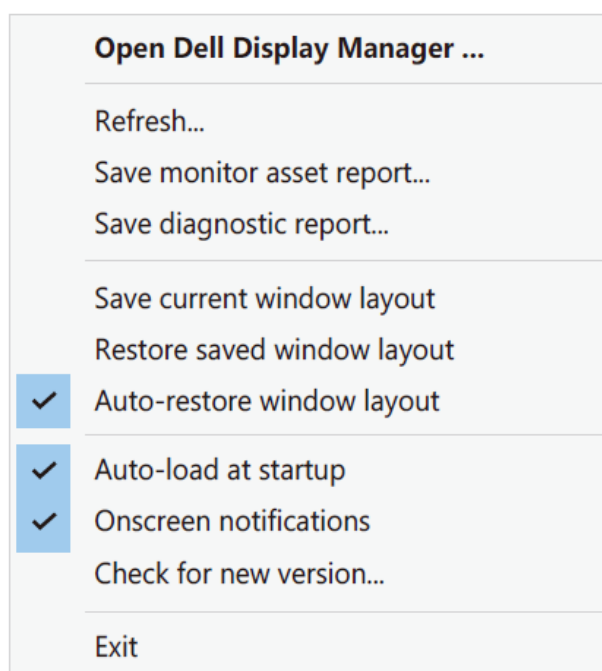 Open Dell Display Manager ...
Refresh...
Save monitor asset report...
Save diagnostic report...
Save current window layout
Restore saved window layout
Auto-restore window layout
Auto-load at startup
Onscreen notifications
Check for new version...
Exit